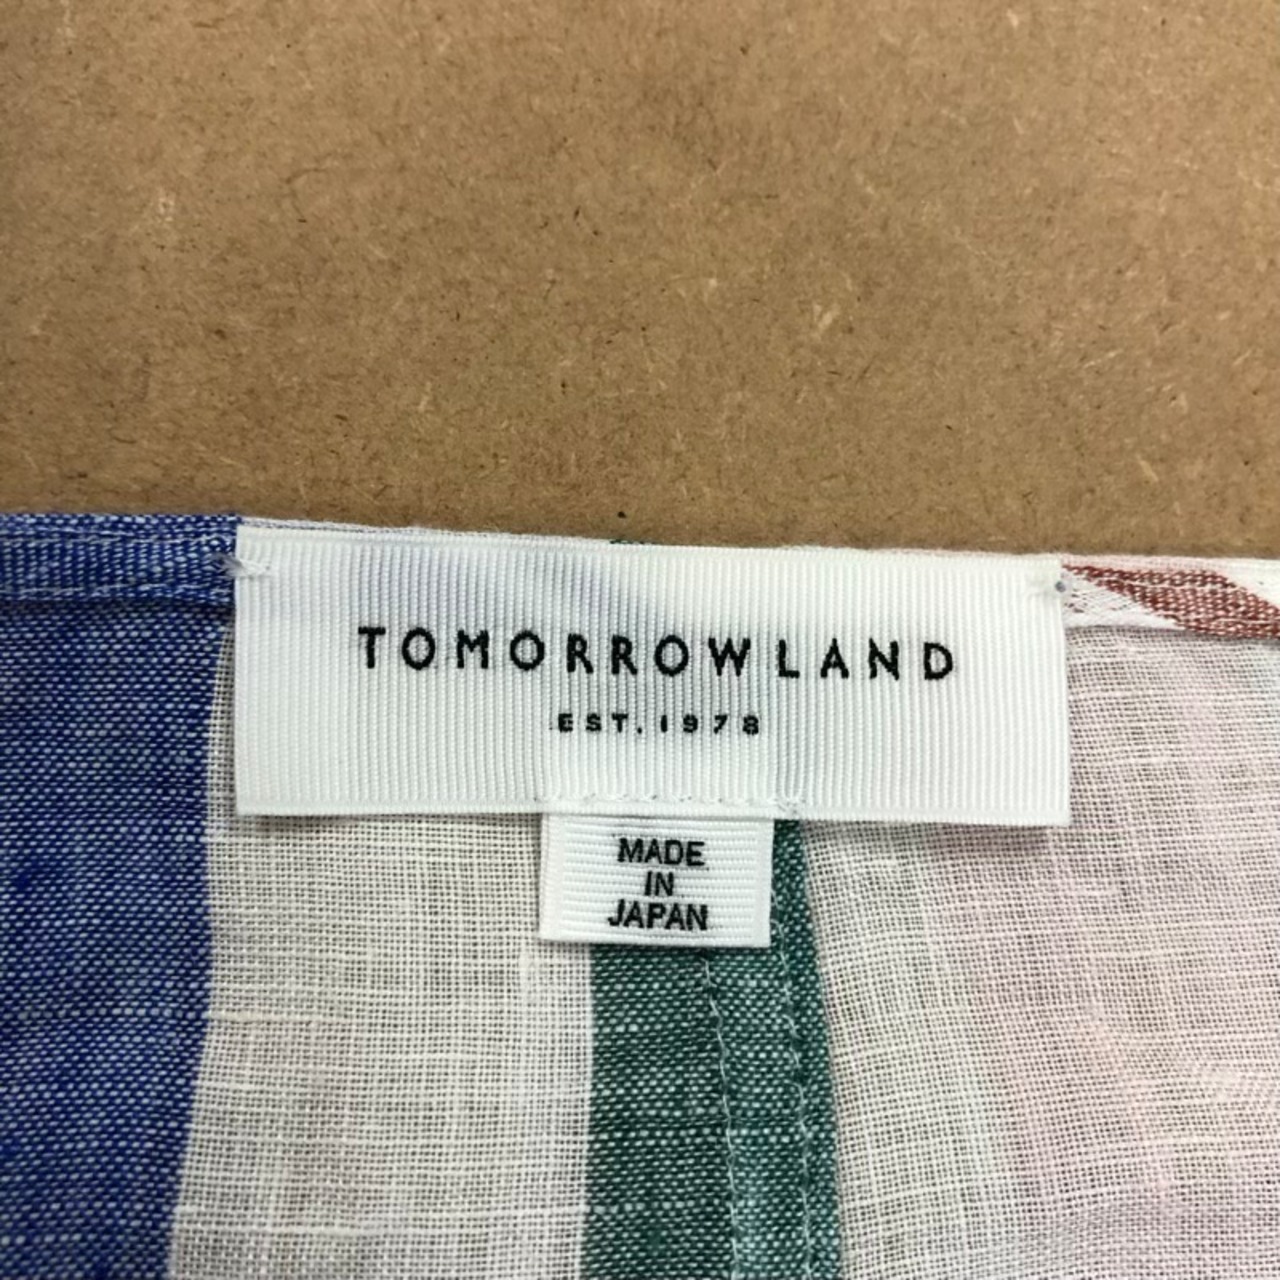 TOMORROWLAND
EST. 1978
MADE
IN
JAPAN